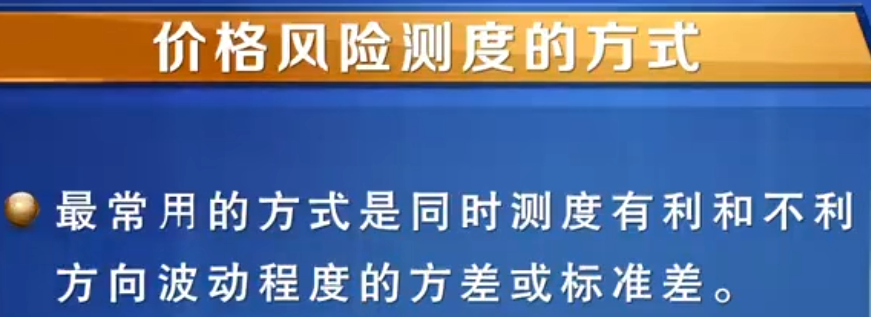 价格风险测度的方式
最常用的方式是同时测度有利和不利
方向波动程度的方差或标准差。